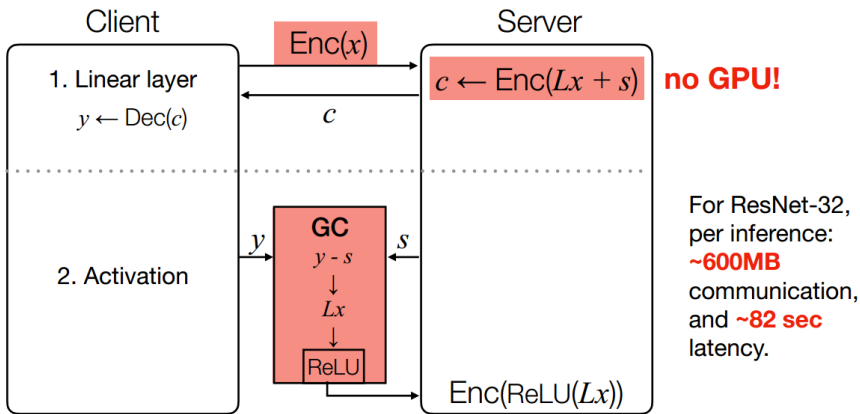 Client
Server
Enc(x)
1. Linear layer
c ← Enc(Lx + s)
no GPU!
y ← Dec(c)
c
GC
y
s
y - s
↓
2. Activation
Lx
↓
ReLU
Enc(ReLU(Lx))
For ResNet-32,
per inference:
~600MB
communication,
and ~82 sec
latency.